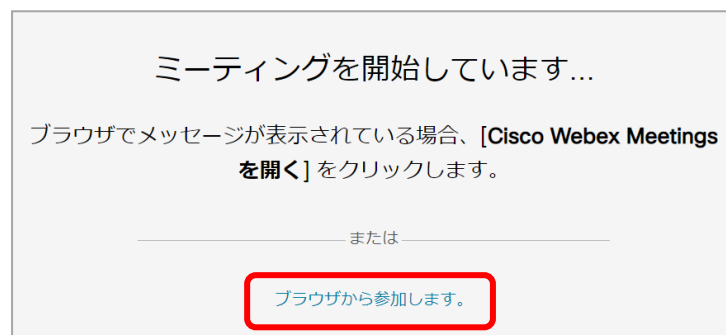 ミーティングを開始しています...
ブラウザでメッセージが表示されている場合、[Cisco Webex Meetings
を開く] をクリックします。
または
ブラウザから参加します。